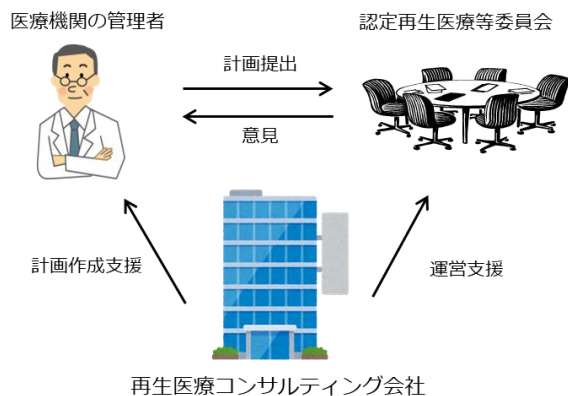 医療機関の管理者
認定再生医療等委員会
計画提出
意見
計画作成支援
運営支援
再生医療コンサルティング会社